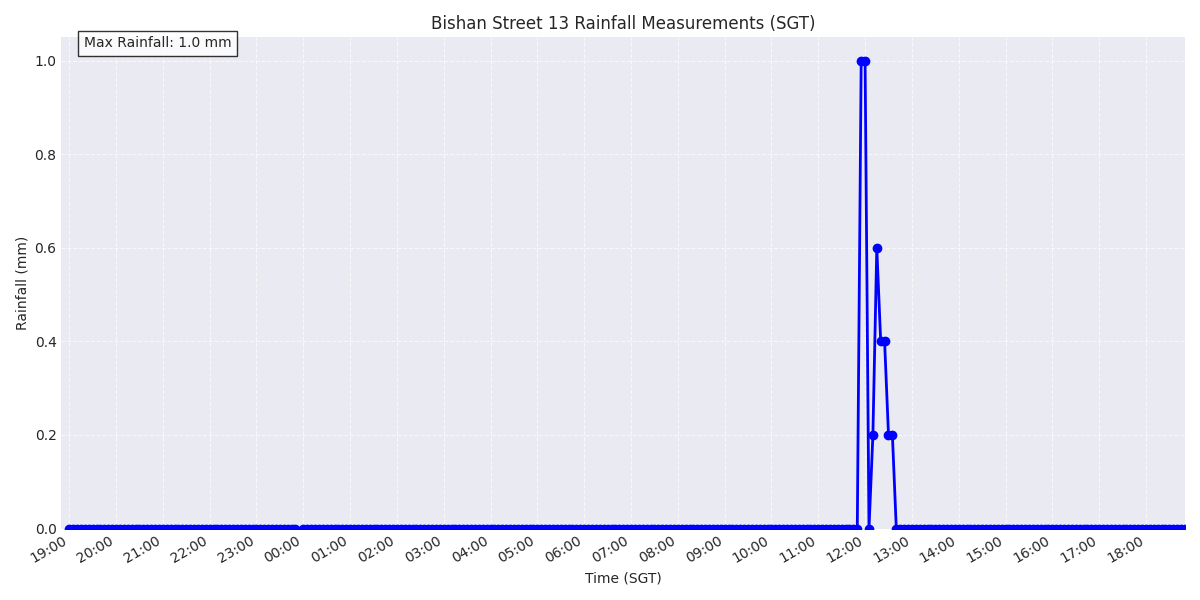 Bishan Street 13 Rainfall Measurements (SGT)
Max Rainfall: 1.0 mm
1.0
0.8
0.6
0.4
0.2
0.0
Rainfall (mm)
19:00 20:00 21:00 22:00 23:00 00:00 01:00 02:00 03:00 04:00 05:00 06:00 07:00 08:00 09:00 10:00 11:00 12:00 13:00 14:00 15:00 16:00 17:00 18:00
Time (SGT)